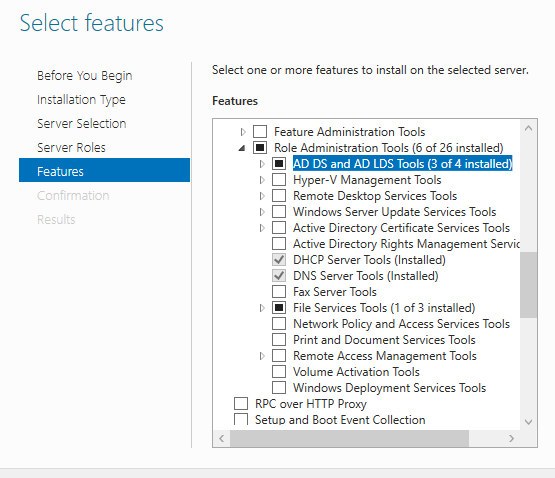 Select features
Before You Begin
Installation Type
Server Selection
Server Roles
Features
Confirmation
Results
Select one or more features to install on the selected server.
Features
Feature Administration Tools
Role Administration Tools (6 of 26 installed)
AD DS and AD LDS Tools (3 of 4 installed)
Hyper-V Management Tools
Remote Desktop Services Tools
Windows Server Update Services Tools
Active Directory Certificate Services Tools
Active Directory Rights Management Servic
DHCP Server Tools (Installed)
DNS Server Tools (Installed)
Fax Server Tools
File Services Tools (1 of 3 installed)
Network Policy and Access Services Tools
Print and Document Services Tools
Remote Access Management Tools
Volume Activation Tools
Windows Deployment Services Tools
RPC over HTTP Proxy
Setup and Boot Event Collection